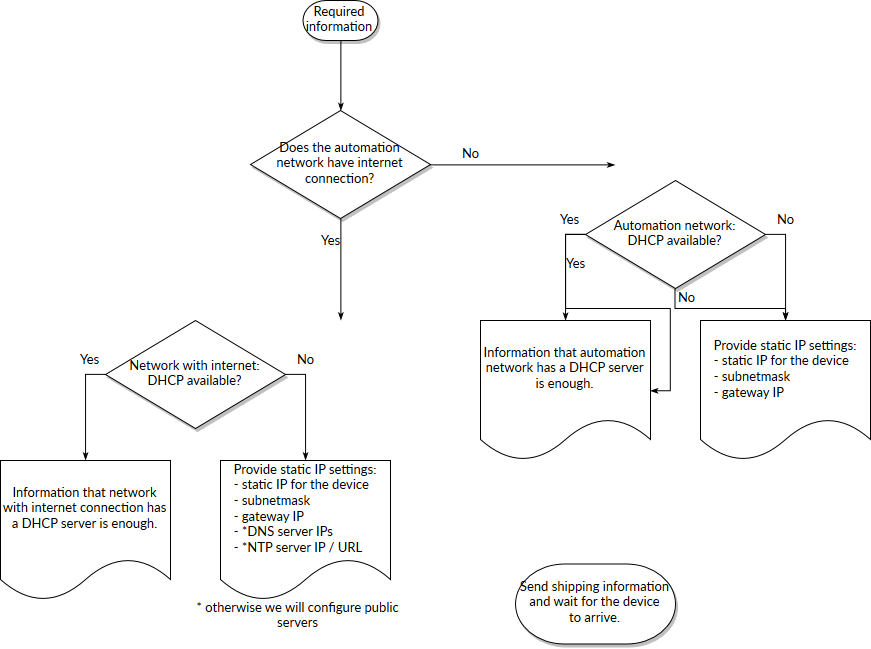 Required
information
Does the automation
network have internet
connection?
No
Yes
Yes
Automation network:
DHCP available?
No
Yes
No
Information that automation
network has a DHCP server
is enough.
Provide static IP settings:
- static IP for the device
- subnetmask
- gateway IP
Yes
Network with internet:
DHCP available?
No
Information that network
with internet connection has
a DHCP server is enough.
Provide static IP settings:
- static IP for the device
- subnetmask
- gateway IP
- *DNS server IPs
- *NTP server IP / URL
* otherwise we will configure public
servers
Send shipping information
and wait for the device
to arrive.